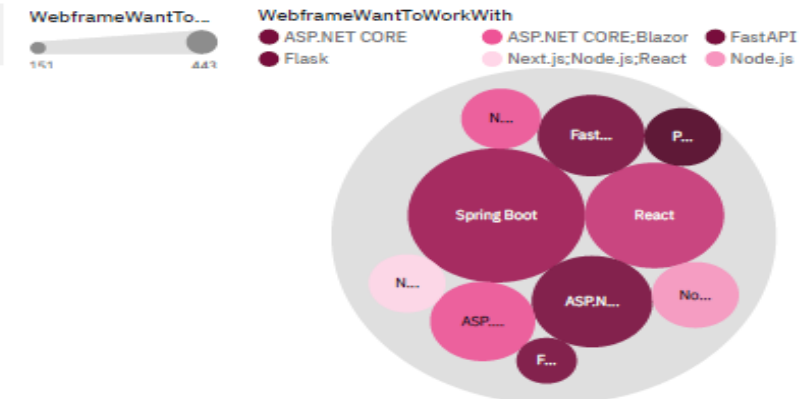 WebframeWantTo...
151
443
WebframeWantToWorkWith
ASP.NET CORE
ASP.NET CORE;Blazor
FastAPI
Flask
Next.js;Node.js;React
Node.js
N...
Fast...
P...
Spring Boot
React
N...
ASP....
ASP.N...
No...
F...